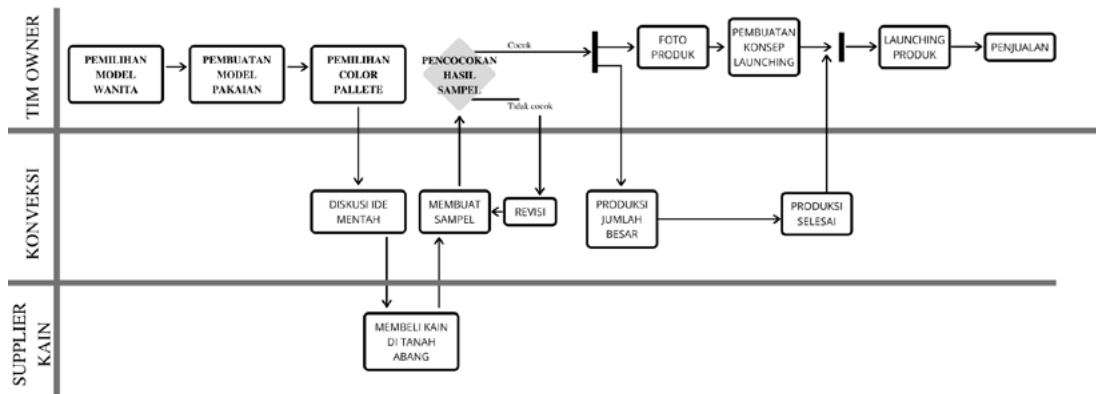 TIM OWNER
PEMILIHAN
MODEL
WANITA
PEMBUATAN
MODEL
PAKAIAN
PEMILIHAN
COLOR
PALLETE
PENCOCOKAN
HASIL
SAMPEL
Cocok
Tidak cocok
FOTO
PRODUK
PEMBUATAN
KONSEP
LAUNCHING
LAUNCHING
PRODUK
PENJUALAN
KONVEKSI
DISKUSI IDE
MENTAH
MEMBUAT
SAMPEL
REVISI
PRODUKSI
JUMLAH
BESAR
PRODUKSI
SELESAI
SUPPLIER
KAIN
MEMBELI KAIN
DI TANAH
ABANG